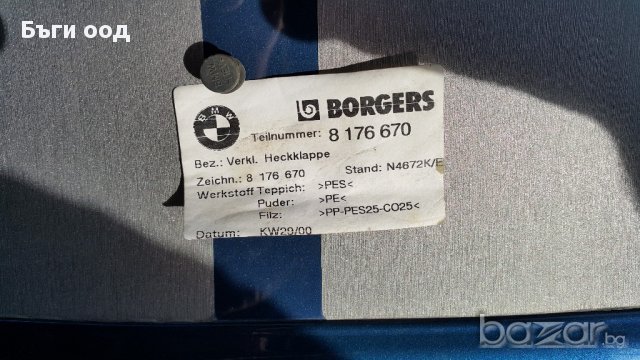 Бъги оод
BMW
BORGERS
Teilnummer: 8 176 670
Bez.: Verkl. Heckklappe
Zeichn.: 8 176 670 Stand: N4672K/E
Werkstoff Teppich: >PES<
Puder: >PE<
Filz: >PP-PES25-CO25<
Datum: KW29/00
bazar.bg